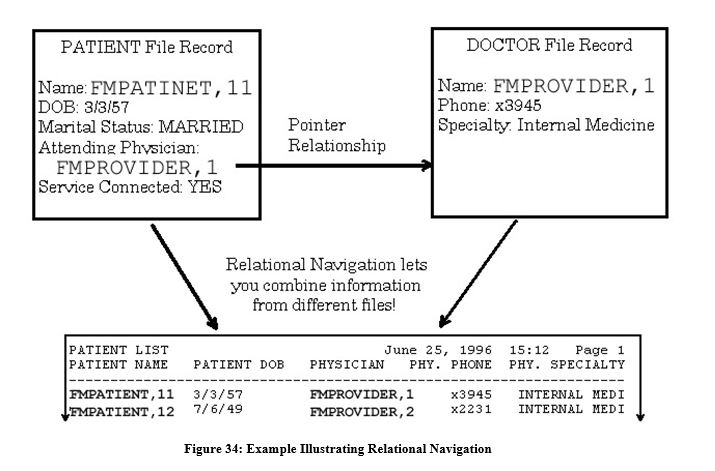 PATIENT File Record
Name: FMPATINET,11
DOB: 3/3/57
Marital Status: MARRIED
Attending Physician:
FMPROVIDER,1
Service Connected: YES
Pointer
Relationship
DOCTOR File Record
Name: FMPROVIDER,1
Phone: x3945
Specialty: Internal Medicine
Relational Navigation lets
you combine information
from different files!
PATIENT LIST June 25, 1996 15:12 Page 1
PATIENT NAME PATIENT DOB PHYSICIAN PHY. PHONE PHY. SPECIALTY
--------------------------------------------------------------------------------
FMPATIENT,11 3/3/57 FMPROVIDER,1 x3945 INTERNAL MEDI
FMPATIENT,12 7/6/49 FMPROVIDER,2 x2231 INTERNAL MEDI
Figure 34: Example Illustrating Relational Navigation